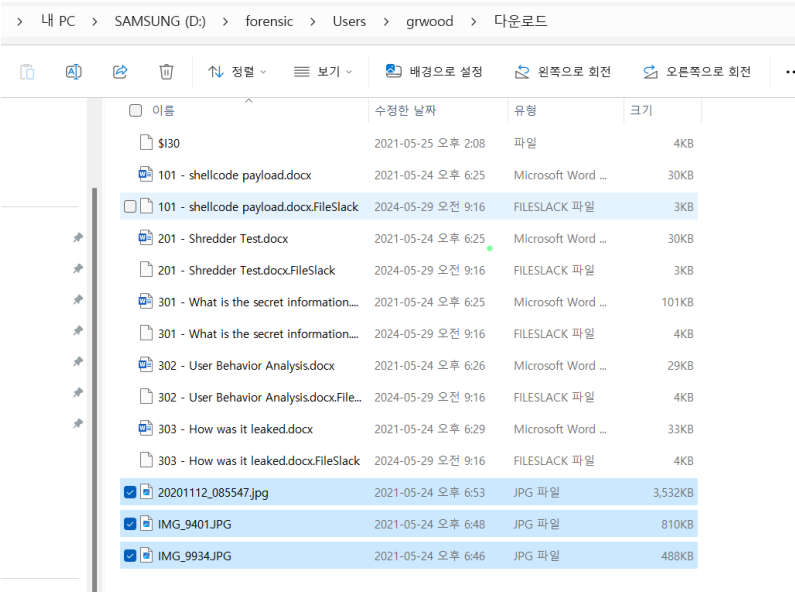 내 PC > SAMSUNG (D:) > forensic > Users > grwood > 다운로드
정렬 보기 배경으로 설정 왼쪽으로 회전 오른쪽으로 회전
이름 수정한 날짜 유형 크기
$I30 2021-05-25 오후 2:08 파일 4KB
101 - shellcode payload.docx 2021-05-24 오후 6:25 Microsoft Word ... 30KB
101 - shellcode payload.docx.FileSlack 2024-05-29 오전 9:16 FILESLACK 파일 3KB
201 - Shredder Test.docx 2021-05-24 오후 6:25 Microsoft Word ... 30KB
201 - Shredder Test.docx.FileSlack 2024-05-29 오전 9:16 FILESLACK 파일 3KB
301 - What is the secret information.... 2021-05-24 오후 6:25 Microsoft Word ... 101KB
301 - What is the secret information.... 2024-05-29 오전 9:16 FILESLACK 파일 4KB
302 - User Behavior Analysis.docx 2021-05-24 오후 6:26 Microsoft Word ... 29KB
302 - User Behavior Analysis.docx.File... 2024-05-29 오전 9:16 FILESLACK 파일 4KB
303 - How was it leaked.docx 2021-05-24 오후 6:29 Microsoft Word ... 33KB
303 - How was it leaked.docx.FileSlack 2024-05-29 오전 9:16 FILESLACK 파일 4KB
20201112_085547.jpg 2021-05-24 오후 6:53 JPG 파일 3,532KB
IMG_9401.JPG 2021-05-24 오후 6:48 JPG 파일 810KB
IMG_9934.JPG 2021-05-24 오후 6:46 JPG 파일 488KB